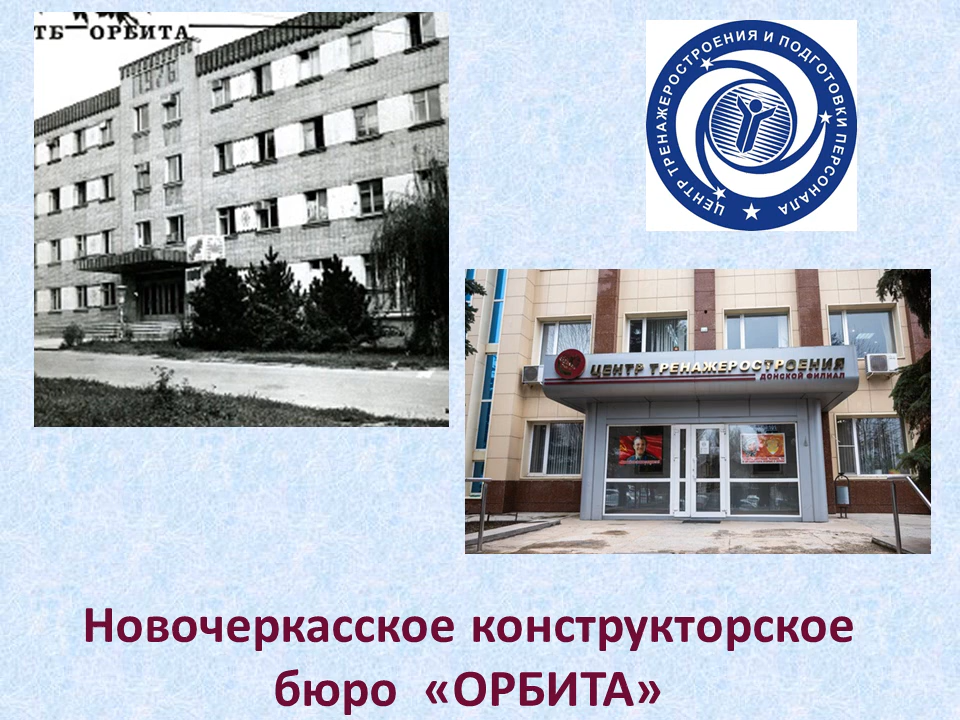 ТБ ОРБИТА
ЦЕНТР ТРЕНАЖЕРОСТРОЕНИЯ И ПОДГОТОВКИ ПЕРСОНАЛА
ЦЕНТР ТРЕНАЖЕРОСТРОЕНИЯ
ДОНСКОЙ ФИЛИАЛ
Новочеркасское конструкторское
бюро «ОРБИТА»